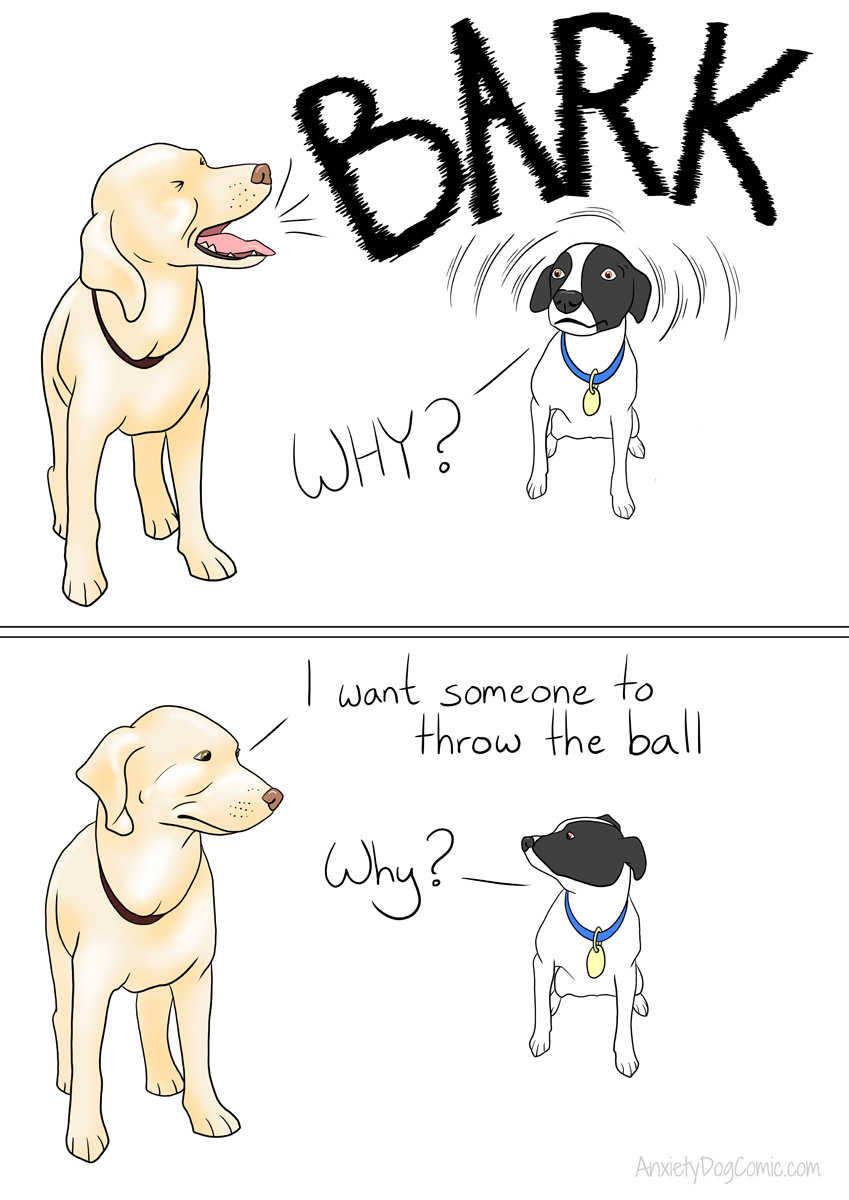 BARK
WHY?
I want someone to
throw the ball
Why?
AnxietyDogComic.com